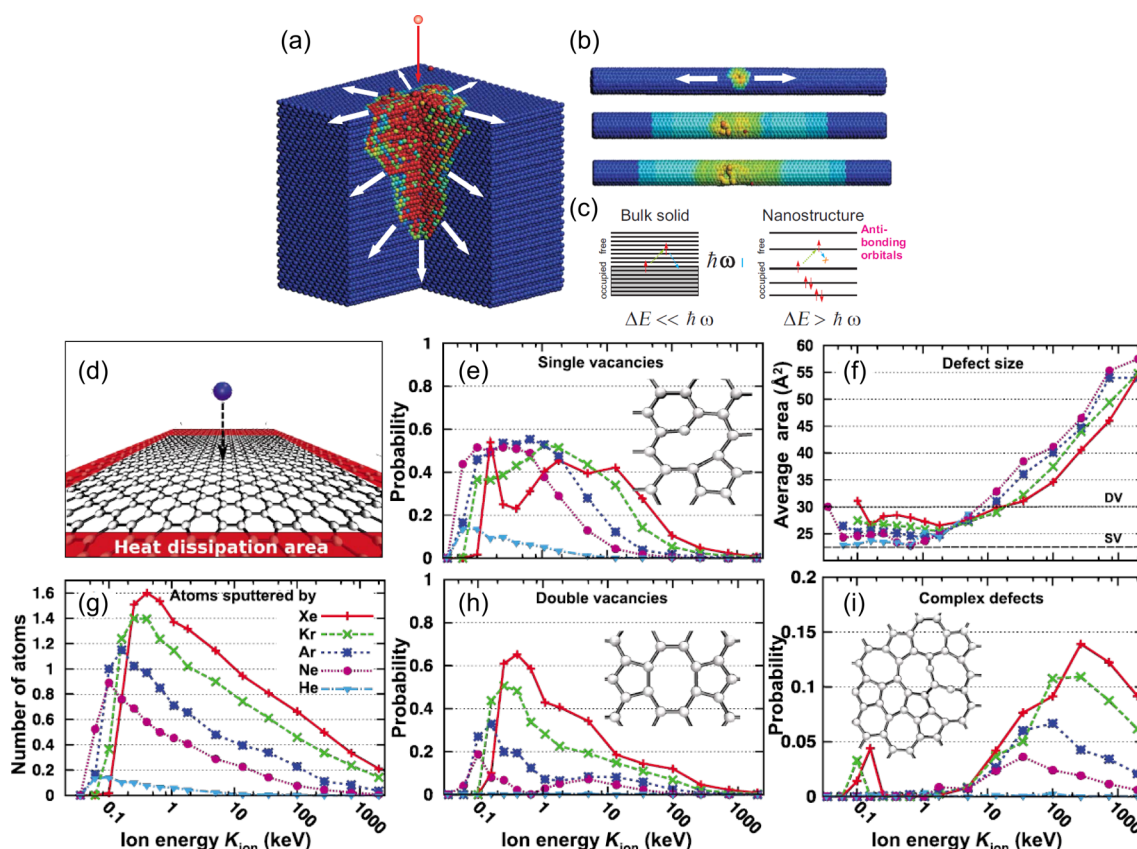 (a)
(b)
(c)
Bulk solid
Nanostructure
free
occupied
ħω
free
occupied
Anti-
bonding
orbitals
ΔE << ħ ω
ΔE > ħ ω
(d)
Heat dissipation area
(e)
Single vacancies
Probability
1
0.8
0.6
0.4
0.2
0
(f)
Defect size
Average area (Å²)
60
55
50
45
40
35
30
25
DV
SV
(g)
Atoms sputtered by
Xe
Kr
Ar
Ne
He
Number of atoms
1.6
1.4
1.2
1
0.8
0.6
0.4
0.2
0
0.1
1
10
100
1000
Ion energy Kion (keV)
(h)
Double vacancies
Probability
1
0.8
0.6
0.4
0.2
0
0.1
1
10
100
1000
Ion energy Kion (keV)
(i)
Complex defects
Probability
0.2
0.15
0.1
0.05
0
0.1
1
10
100
1000
Ion energy Kion (keV)